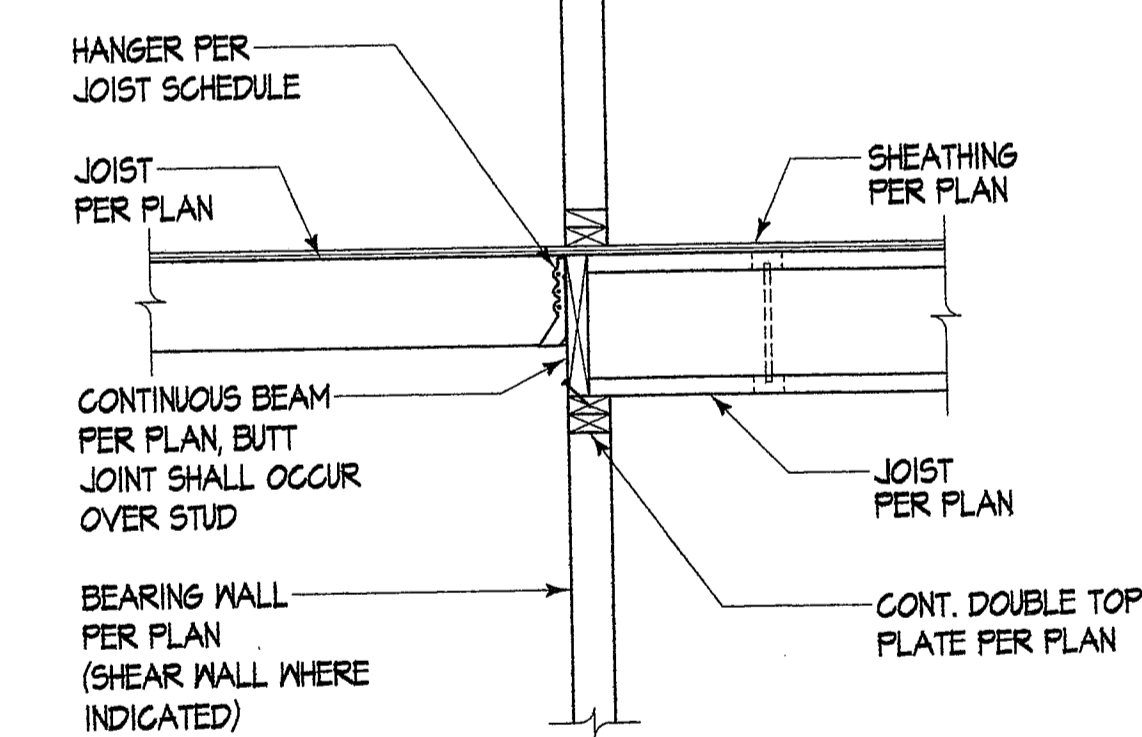 HANGER PER
JOIST SCHEDULE
JOIST
PER PLAN
SHEATHING
PER PLAN
CONTINUOUS BEAM
PER PLAN, BUTT
JOINT SHALL OCCUR
OVER STUD
JOIST
PER PLAN
BEARING WALL
PER PLAN
(SHEAR WALL WHERE
INDICATED)
CONT. DOUBLE TOP
PLATE PER PLAN